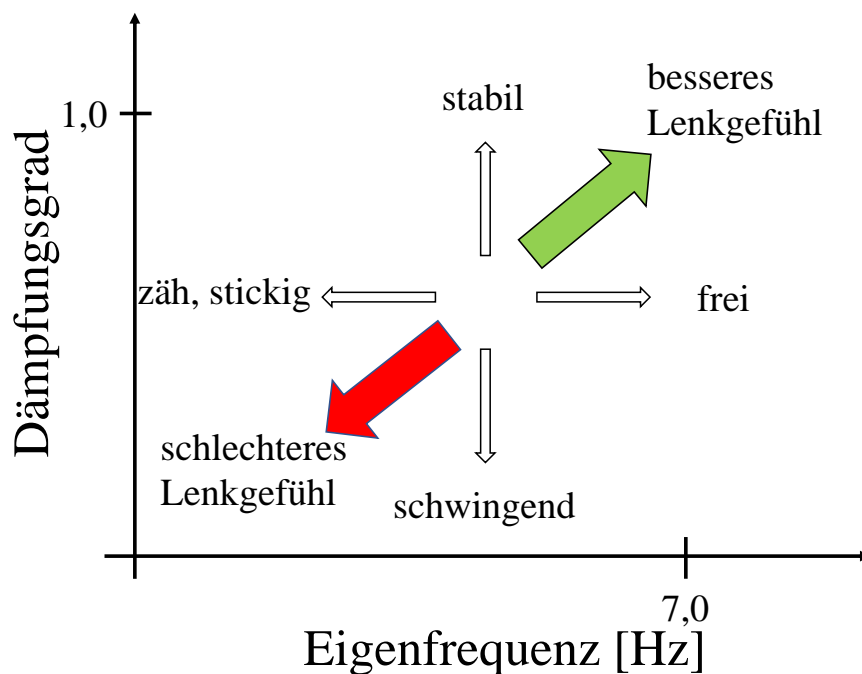 besseres
Lenkgefühl
stabil
1,0
Dämpfungsgrad
zäh, stickig
frei
schlechteres
Lenkgefühl
schwingend
7,0
Eigenfrequenz [Hz]